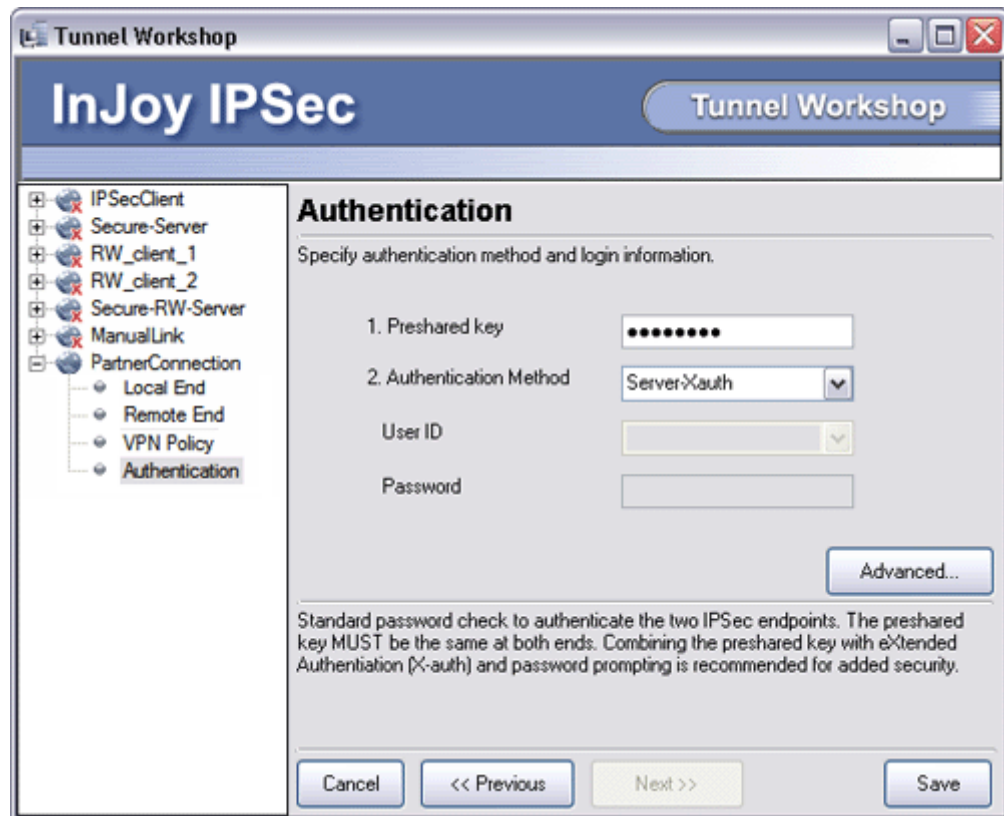 Tunnel Workshop
InJoy IPSec
Tunnel Workshop
IPSecClient
Secure-Server
RW_client_1
RW_client_2
Secure-RW-Server
ManualLink
PartnerConnection
Local End
Remote End
VPN Policy
Authentication
Authentication
Specify authentication method and login information.
1. Preshared key
••••••••
2. Authentication Method
Server-Xauth
User ID
Password
Advanced...
Standard password check to authenticate the two IPSec endpoints. The preshared
key MUST be the same at both ends. Combining the preshared key with eXtended
Authentiation (X-auth) and password prompting is recommended for added security.
Cancel
<< Previous
Next >>
Save